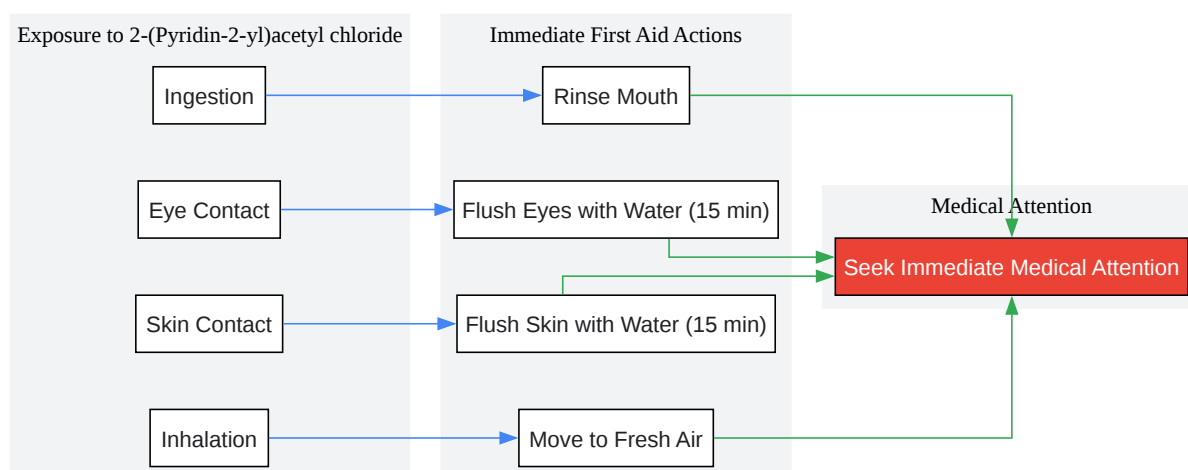 Exposure to 2-(Pyridin-2-yl)acetyl chloride
Immediate First Aid Actions
Ingestion
Rinse Mouth
Eye Contact
Flush Eyes with Water (15 min)
Medical Attention
Seek Immediate Medical Attention
Skin Contact
Flush Skin with Water (15 min)
Inhalation
Move to Fresh Air